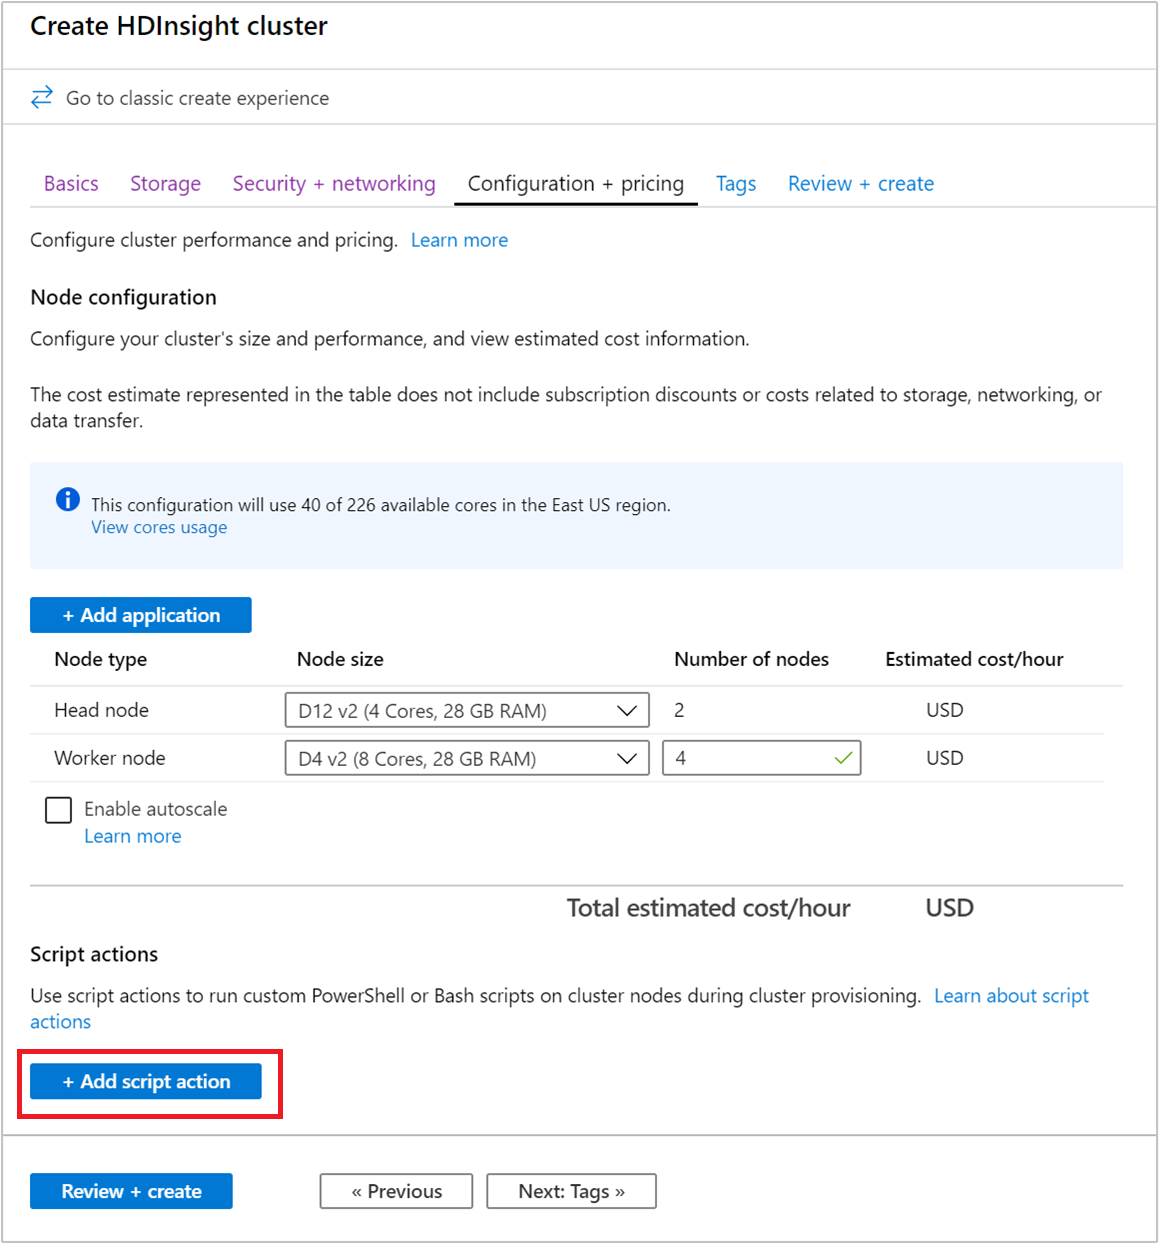 Create HDInsight cluster
Go to classic create experience
Basics Storage Security + networking Configuration + pricing Tags Review + create
Configure cluster performance and pricing. Learn more
Node configuration
Configure your cluster's size and performance, and view estimated cost information.
The cost estimate represented in the table does not include subscription discounts or costs related to storage, networking, or
data transfer.
This configuration will use 40 of 226 available cores in the East US region.
View cores usage
+ Add application
Node type Node size Number of nodes Estimated cost/hour
Head node D12 v2 (4 Cores, 28 GB RAM) 2 USD
Worker node D4 v2 (8 Cores, 28 GB RAM) 4 USD
Enable autoscale
Learn more
Total estimated cost/hour USD
Script actions
Use script actions to run custom PowerShell or Bash scripts on cluster nodes during cluster provisioning. Learn about script
actions
+ Add script action
Review + create « Previous Next: Tags »